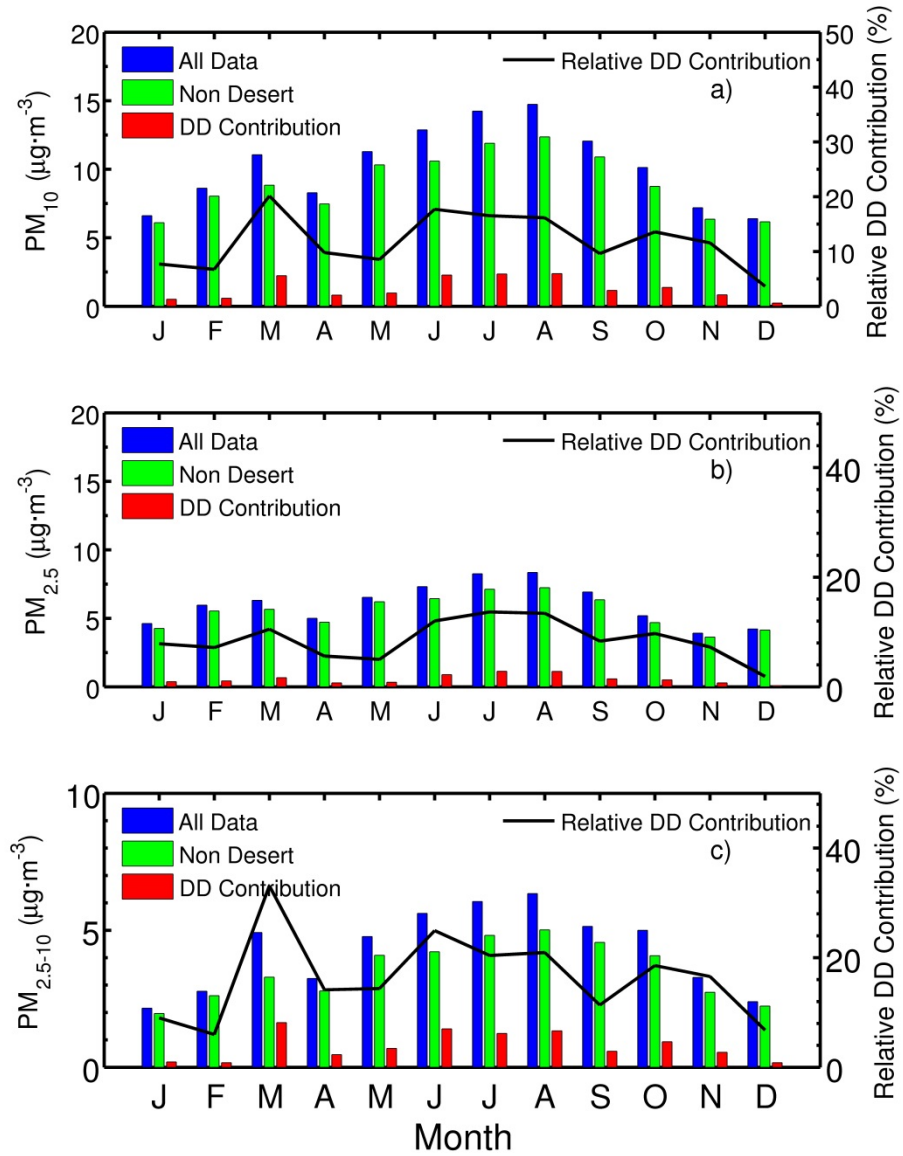 20
15
10
5
0
PM10 (μg·m-3)
All Data
Non Desert
DD Contribution
Relative DD Contribution
a)
50
40
30
20
10
0
Relative DD Contribution (%)
J F M A M J J A S O N D
20
15
10
5
0
PM2.5 (μg·m-3)
All Data
Non Desert
DD Contribution
Relative DD Contribution
b)
40
20
0
Relative DD Contribution (%)
J F M A M J J A S O N D
10
5
0
PM2.5-10 (μg·m-3)
All Data
Non Desert
DD Contribution
Relative DD Contribution
c)
40
20
0
Relative DD Contribution (%)
J F M A M J J A S O N D
Month